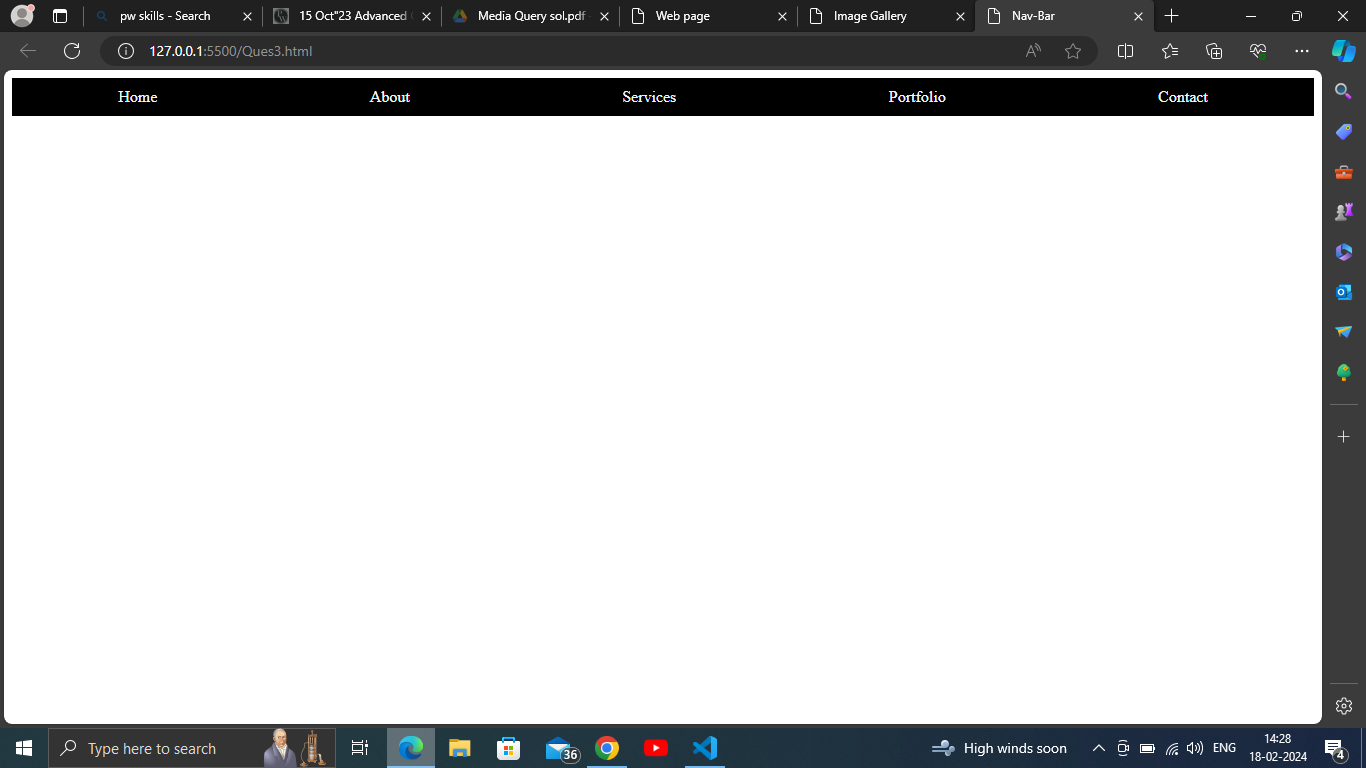 pw skills - Search
15 Oct"23 Advanced
Media Query sol.pdf
Web page
Image Gallery
Nav-Bar
127.0.0.1:5500/Ques3.html
Home About Services Portfolio Contact
Type here to search
36
High winds soon
ENG
14:28
18-02-2024
4